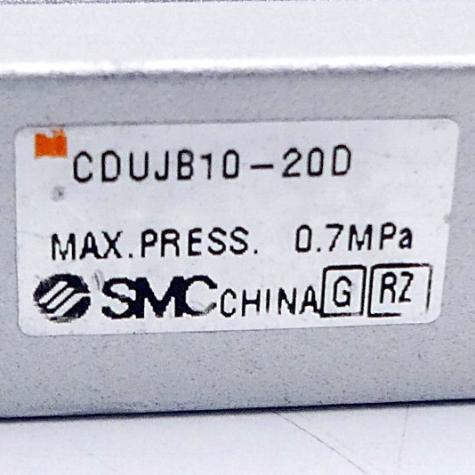 CDUJB10-20D
MAX.PRESS. 0.7MPa
SMC CHINA G RZ